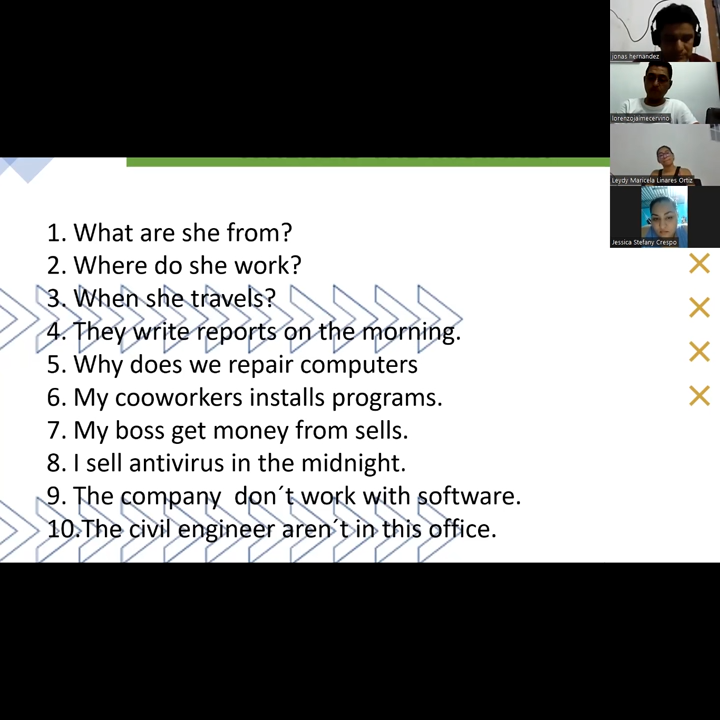 jonas hernandez
lorenzojaimecervino
Leydy Maricela Linares Ortiz
Jessica Stefany Crespo
1. What are she from?
2. Where do she work?
3. When she travels?
4. They write reports on the morning.
5. Why does we repair computers
6. My cooworkers installs programs.
7. My boss get money from sells.
8. I sell antivirus in the midnight.
9. The company don´t work with software.
10.The civil engineer aren´t in this office.